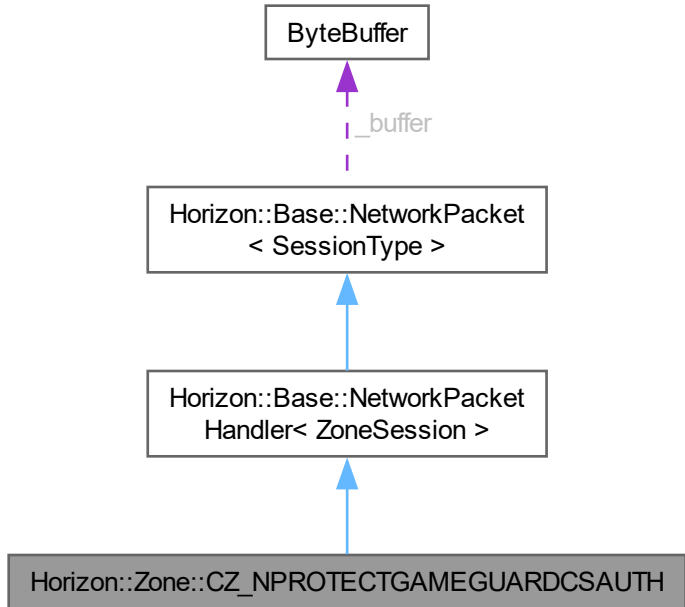 ByteBuffer
_buffer
Horizon::Base::NetworkPacket
< SessionType >
Horizon::Base::NetworkPacket
Handler< ZoneSession >
Horizon::Zone::CZ_NPROTECTGAMEGUARDCSAUTH